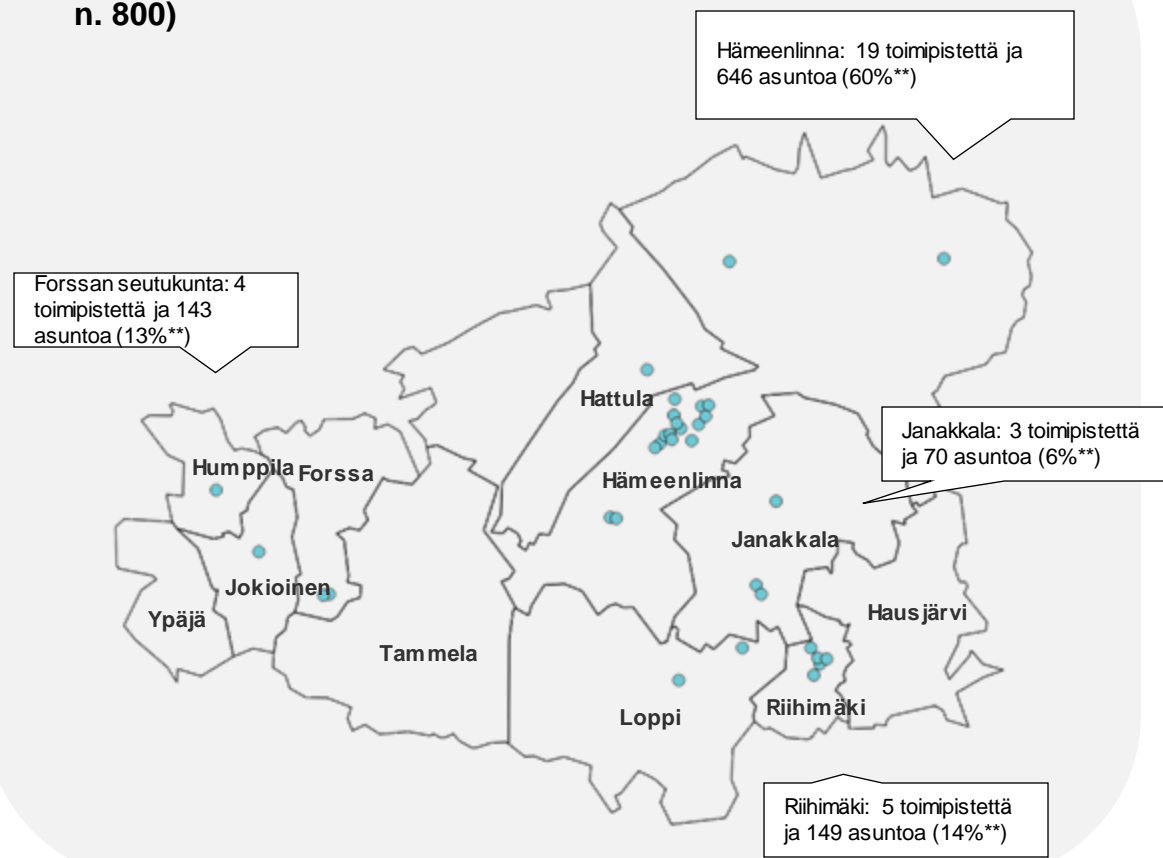 n. 800)
Hämeenlinna: 19 toimipistettä ja
646 asuntoa (60%**)
Forssan seutukunta: 4
toimipistettä ja 143
asuntoa (13%**)
Hattula
Janakkala: 3 toimipistettä
ja 70 asuntoa (6%**)
Humppila
Forssa
Hämeenlinna
Janakkala
Jokioinen
Ypäjä
Hausjärvi
Tammela
Loppi
Riihimäki
Riihimäki: 5 toimipistettä
ja 149 asuntoa (14%**)